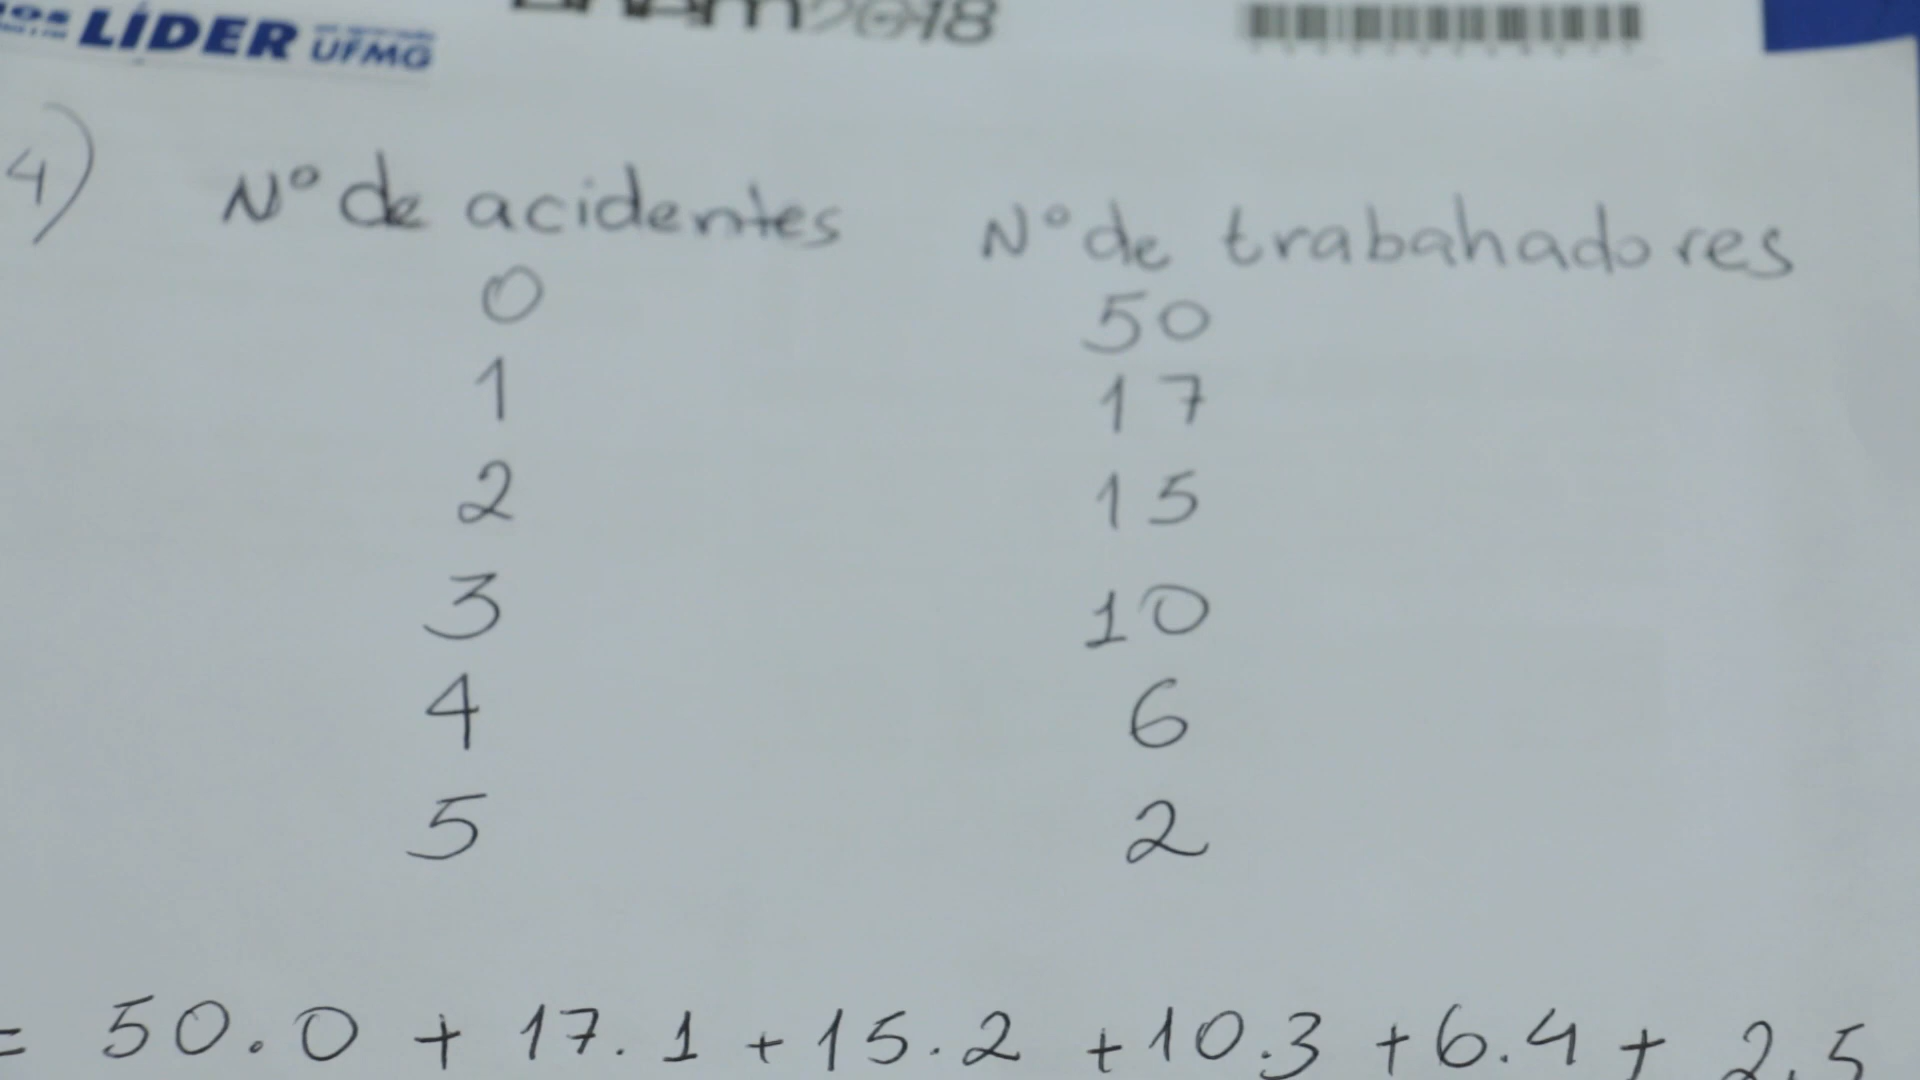 LÍDER UFMG 2018
4) Nº de acidentes Nº de trabahadores
0 50
1 17
2 15
3 10
4 6
5 2
= 50.0 + 17.1 + 15.2 + 10.3 + 6.4 + 2.5